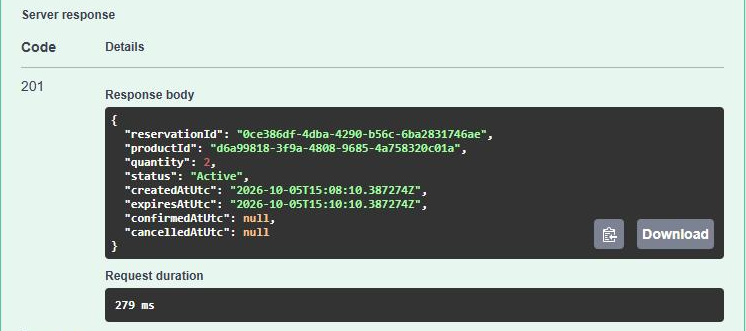 Server response
Code Details
201
Response body
{
"reservationId": "0ce386df-4dba-4290-b56c-6ba2831746ae",
"productId": "d6a99818-3f9a-4808-9685-4a758320c01a",
"quantity": 2,
"status": "Active",
"createdAtUtc": "2026-10-05T15:08:10.387274Z",
"expiresAtUtc": "2026-10-05T15:10:10.387274Z",
"confirmedAtUtc": null,
"cancelledAtUtc": null
}
Download
Request duration
279 ms